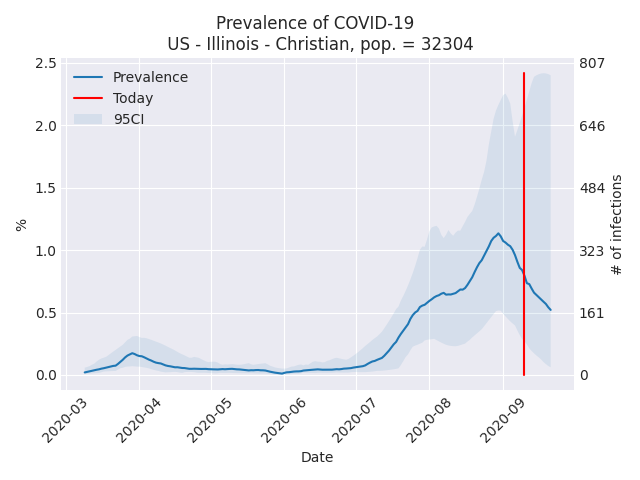 Prevalence of COVID-19
US - Illinois - Christian, pop. = 32304
Prevalence
Today
95CI
2.5
2.0
1.5
1.0
0.5
0.0
%
807
646
484
323
161
0
# of infections
2020-03
2020-04
2020-05
2020-06
2020-07
2020-08
2020-09
Date